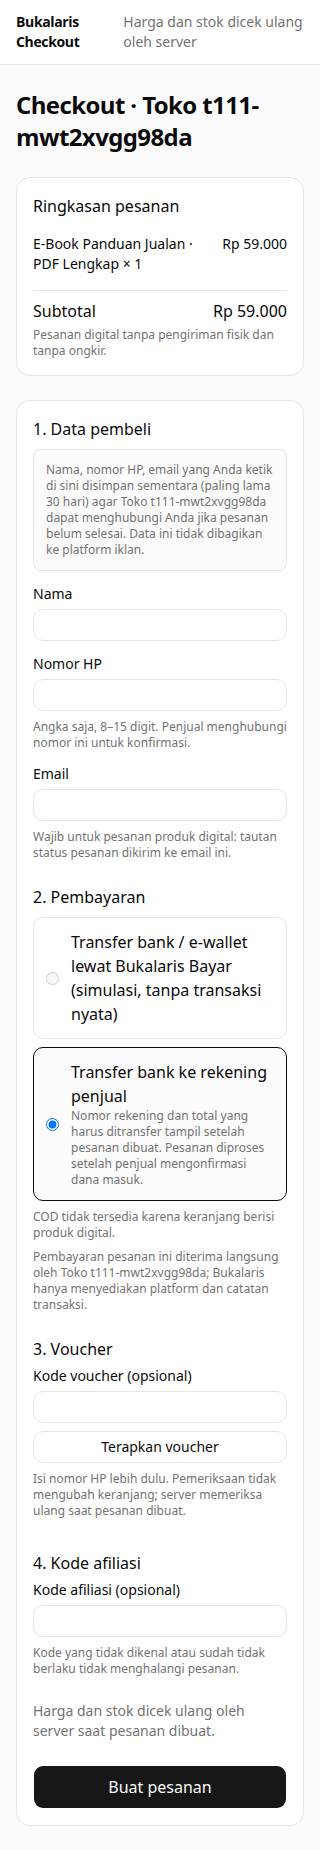 Bukalaris Checkout
Harga dan stok dicek ulang oleh server
Checkout · Toko t111-
mwt2xvgg98da
Ringkasan pesanan
E-Book Panduan Jualan · Rp 59.000
PDF Lengkap × 1
Subtotal Rp 59.000
Pesanan digital tanpa pengiriman fisik dan
tanpa ongkir.
1. Data pembeli
Nama, nomor HP, email yang Anda ketik
di sini disimpan sementara (paling lama
30 hari) agar Toko t111-mwt2xvgg98da
dapat menghubungi Anda jika pesanan
belum selesai. Data ini tidak dibagikan
ke platform iklan.
Nama
Nomor HP
Angka saja, 8–15 digit. Penjual menghubungi
nomor ini untuk konfirmasi.
Email
Wajib untuk pesanan produk digital: tautan
status pesanan dikirim ke email ini.
2. Pembayaran
Transfer bank / e-wallet
lewat Bukalaris Bayar
(simulasi, tanpa transaksi
nyata)
Transfer bank ke rekening
penjual
Nomor rekening dan total yang
harus ditransfer tampil setelah
pesanan dibuat. Pesanan diproses
setelah penjual mengonfirmasi
dana masuk.
COD tidak tersedia karena keranjang berisi
produk digital.
Pembayaran pesanan ini diterima langsung
oleh Toko t111-mwt2xvgg98da; Bukalaris
hanya menyediakan platform dan catatan
transaksi.
3. Voucher
Kode voucher (opsional)
Terapkan voucher
Isi nomor HP lebih dulu. Pemeriksaan tidak
mengubah keranjang; server memeriksa
ulang saat pesanan dibuat.
4. Kode afiliasi
Kode afiliasi (opsional)
Kode yang tidak dikenal atau sudah tidak
berlaku tidak menghalangi pesanan.
Harga dan stok dicek ulang oleh
server saat pesanan dibuat.
Buat pesanan